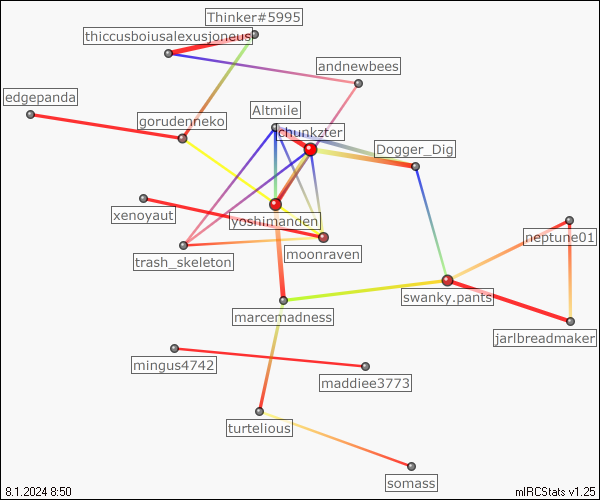 Thinker#5995
thiccusboiusalexusjoneus
andnewbees
edgepanda
Altmile
gorudenneko
chunkzter
Dogger_Dig
xenoyaut
yoshimanden
neptune01
trash_skeleton
moonraven
swanky.pants
marcemadness
jarlbreadmaker
mingus4742
maddiee3773
turtelious
somass
8.1.2024 8:50
mIRCStats v1.25